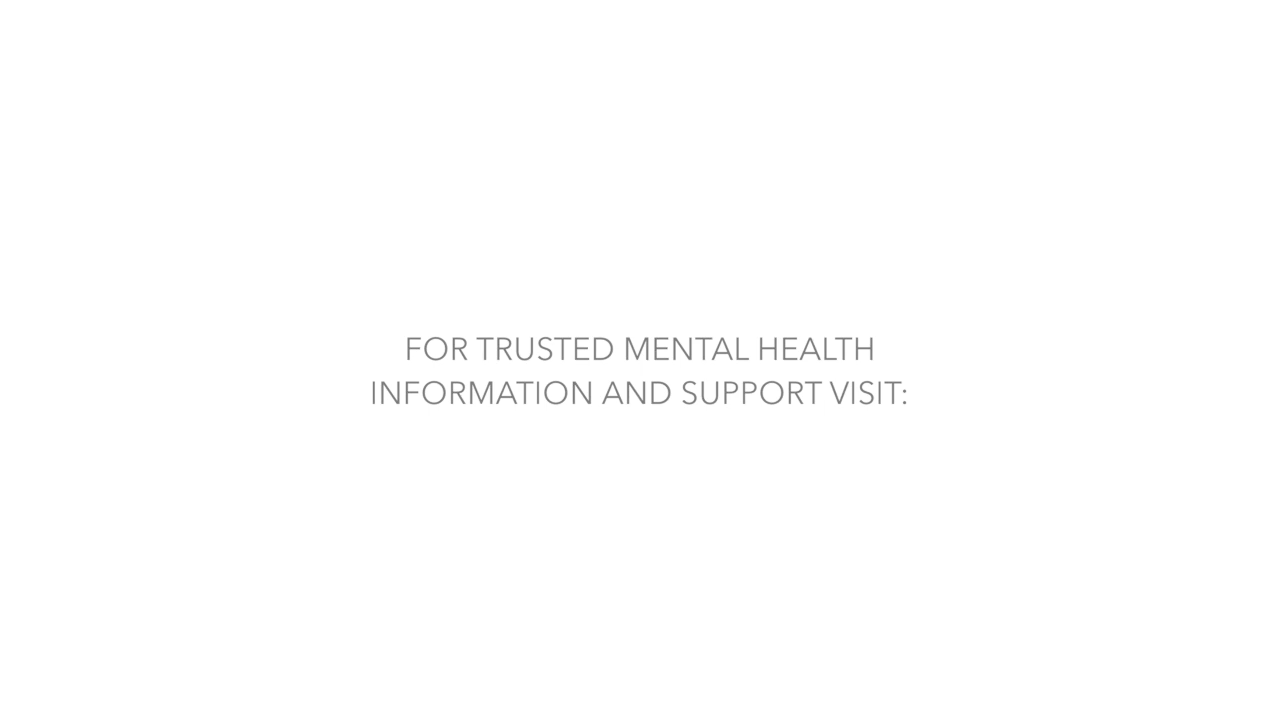 FOR TRUSTED MENTAL HEALTH
INFORMATION AND SUPPORT VISIT: